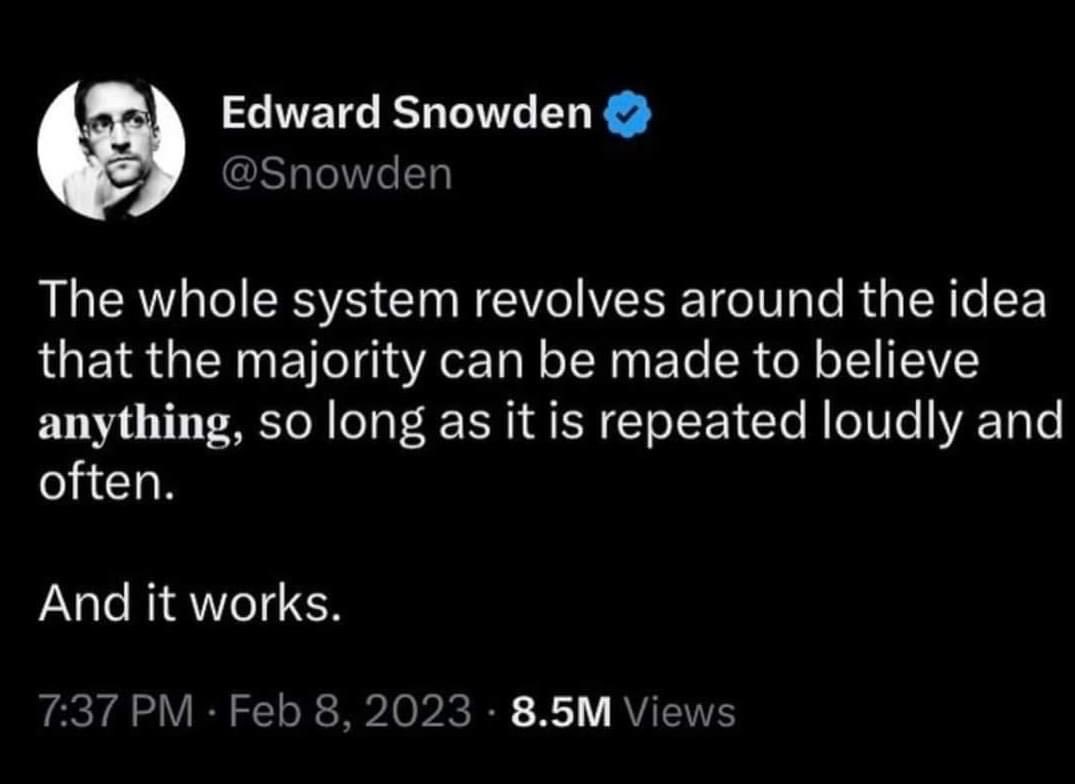 Edward Snowden
@Snowden
The whole system revolves around the idea
that the majority can be made to believe
anything, so long as it is repeated loudly and
often.
And it works.
7:37 PM · Feb 8, 2023 · 8.5M Views